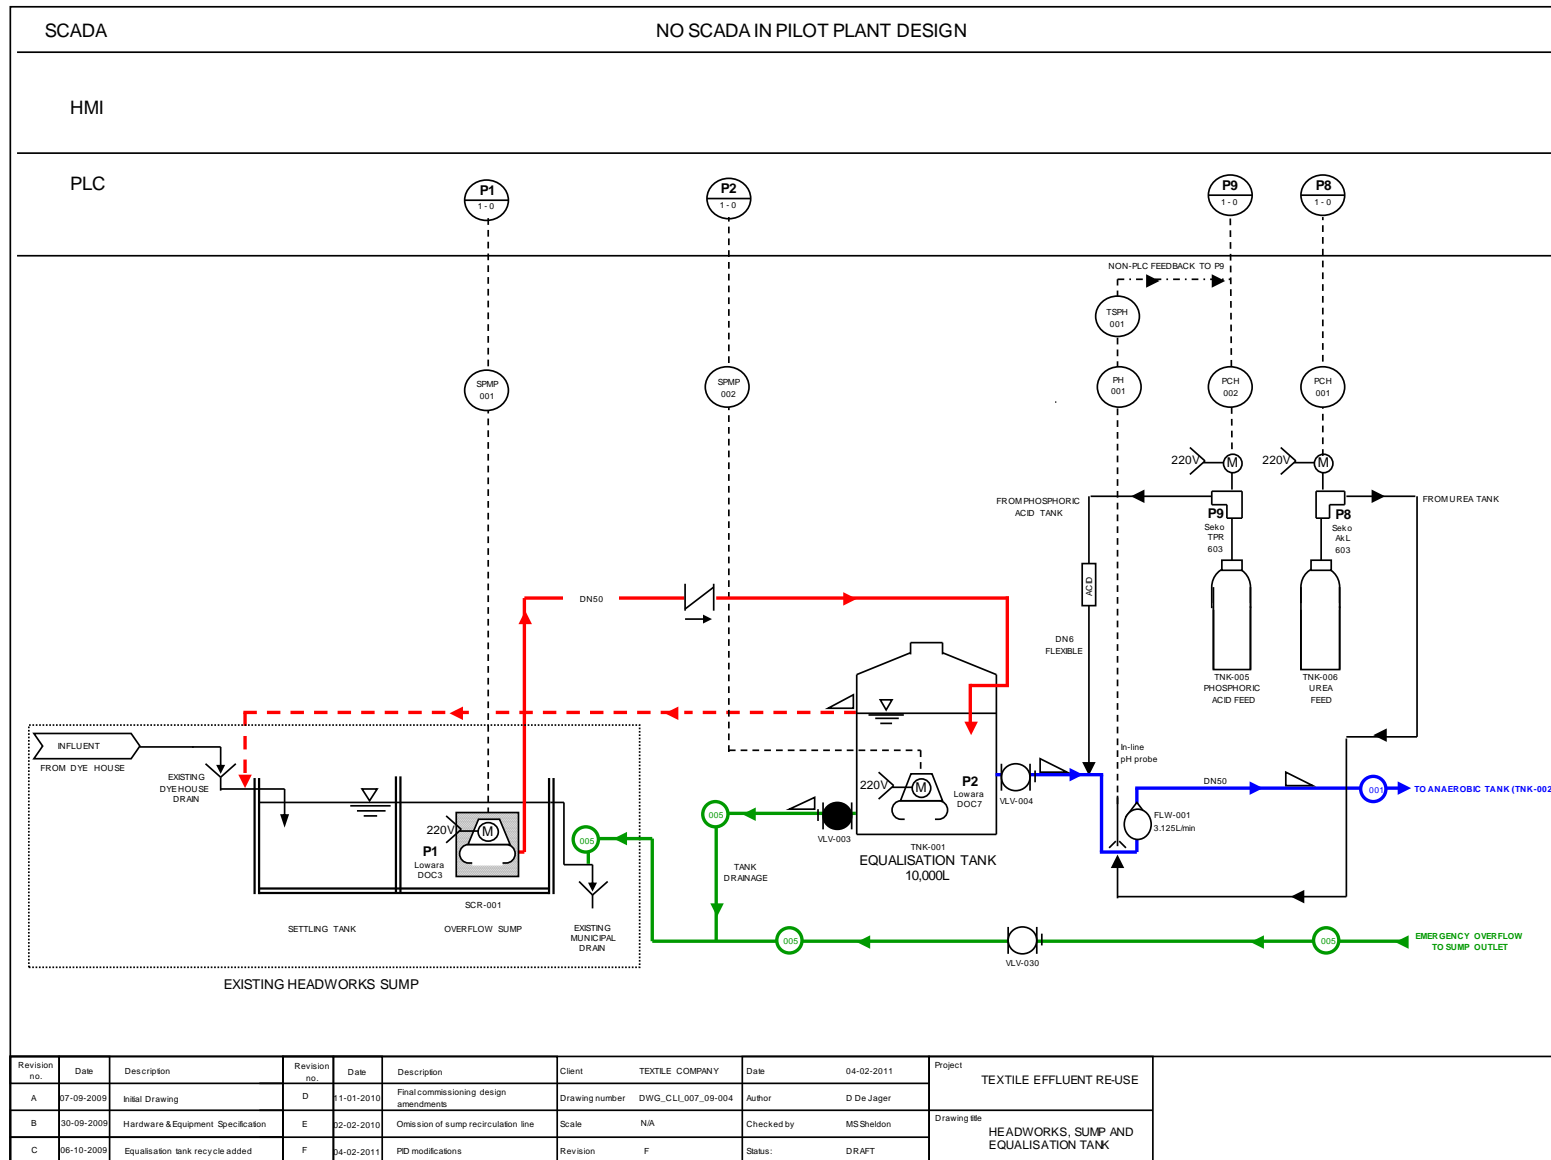 SCADA
NO SCADA IN PILOT PLANT DESIGN
HMI
PLC
P1
1 - 0
P2
1 - 0
P9
1 - 0
P8
1 - 0
NON-PLC FEEDBACK TO P9
TSPH
001
SPMP
001
SPMP
002
PH
001
PCH
002
PCH
001
220V
M
220V
M
FROM PHOSPHORIC
ACID TANK
P9
Seko
TPR
603
P8
Seko
AkL
603
FROM UREA TANK
ACID
DN50
DN6
FLEXIBLE
TNK-005
PHOSPHORIC
ACID FEED
TNK-006
UREA
FEED
INFLUENT
FROM DYE HOUSE
EXISTING
DYEHOUSE
DRAIN
In-line
pH probe
220V
M
P2
Lowara
DOC7
VLV-004
DN50
001
TO ANAEROBIC TANK (TNK-002
FLW-001
3.125L/min
220V
M
P1
Lowara
DOC3
005
005
VLV-003
TNK-001
EQUALISATION TANK
10,000L
TANK
DRAINAGE
SCR-001
SETTLING TANK
OVERFLOW SUMP
EXISTING
MUNICIPAL
DRAIN
005
VLV-030
005
EMERGENCY OVERFLOW
TO SUMP OUTLET
EXISTING HEADWORKS SUMP
Revision no. Date Description Revision no. Date Description Client TEXTILE COMPANY Date 04-02-2011 Project
TEXTILE EFFLUENT RE-USE
A 07-09-2009 Initial Drawing D 11-01-2010 Final commissioning design amendments Drawing number DWG_CLI_007_09-004 Author D De Jager
B 30-09-2009 Hardware & Equipment Specification E 02-02-2010 Omission of sump recirculation line Scale N/A Checked by MS Sheldon Drawing title
HEADWORKS, SUMP AND
EQUALISATION TANK
C 06-10-2009 Equalisation tank recycle added F 04-02-2011 PID modifications Revision F Status: DRAFT